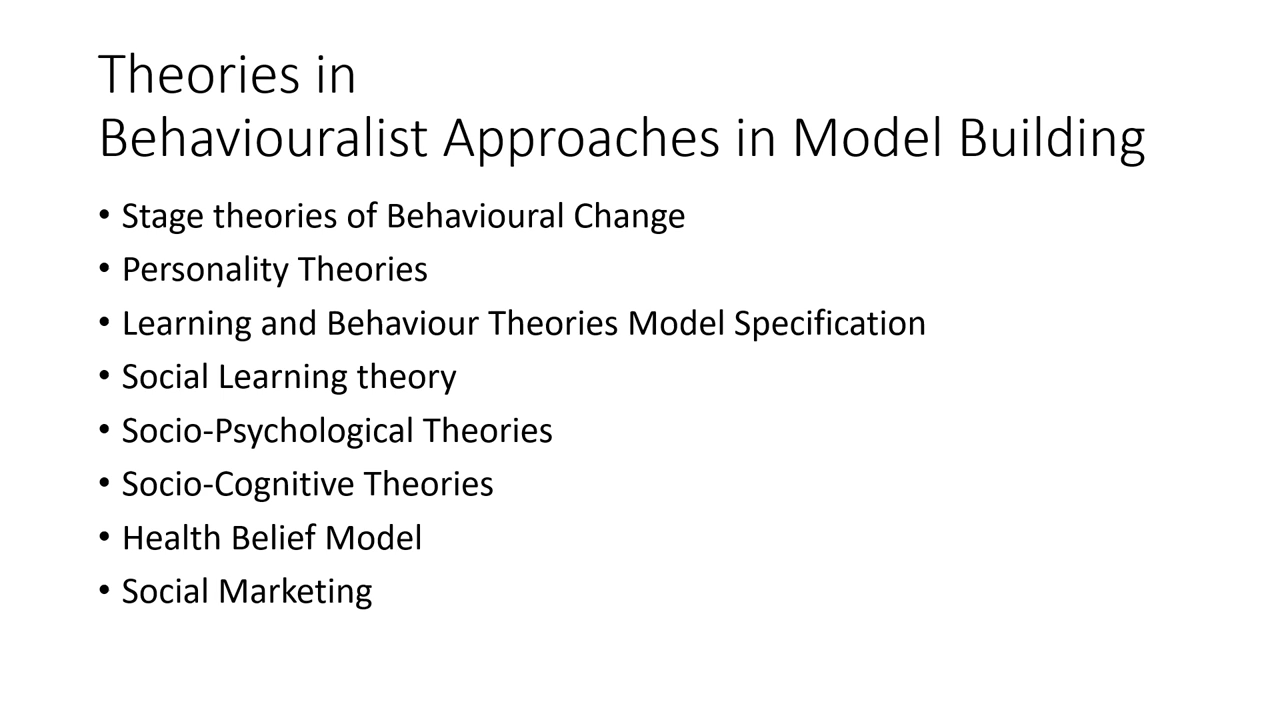 Theories in
Behaviouralist Approaches in Model Building
• Stage theories of Behavioural Change
• Personality Theories
• Learning and Behaviour Theories Model Specification
• Social Learning theory
• Socio-Psychological Theories
• Socio-Cognitive Theories
• Health Belief Model
• Social Marketing